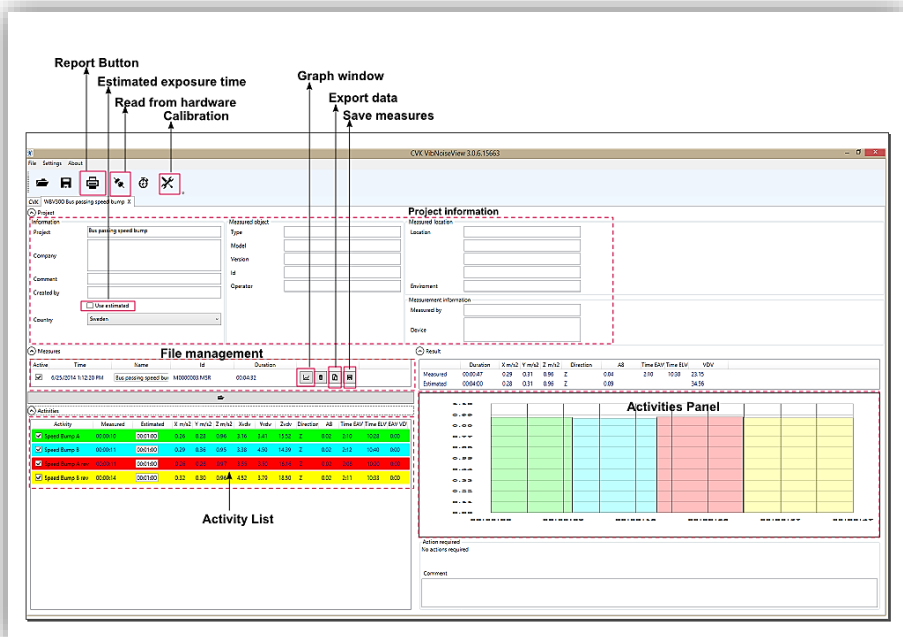 Report Button
Estimated exposure time
Read from hardware
Calibration
Graph window
Export data
Save measures
CVK VibNoiseView 3.0.6.15663
File Settings About
CVK WBV300 Bus passing speed bump X
Project
Project information
Information
Measured object
Measured location
Project Bus passing speed bump
Type
Location
Model
Company
Version
Id
Comment
Operator
Enviroment
Created by
Use estimated
Measurement information
Measured by
Country Sweden
Device
Measures
File management
Result
Active Time Name Id Duration
6/25/2014 1:12:20 PM Bus passing speed bur M0000003.MSR 00:04:32
Duration X m/s2 Y m/s2 Z m/s2 Direction A8 Time EAV Time ELV VDV
Measured 00:00:47 0.29 0.31 0.96 Z 0.04 2:10 10:38 23.15
Estimated 00:04:00 0.28 0.31 0.96 Z 0.09 34.56
Activities
Activities Panel
Activity Measured Estimated X m/s2 Y m/s2 Z m/s2 Xvdv Yvdv Zvdv Direction A8 Time EAV Time ELV EAV VD
Speed Bump A 00:00:10 00:01:00 0.26 0.28 0.96 3.16 3.41 13.52 Z 0.02 2:10 10:28 0:00
Speed Bump B 00:00:11 00:01:00 0.29 0.36 0.95 3.38 4.50 14.39 Z 0.02 2:12 10:40 0:00
Speed Bump A rev 00:01:00
Speed Bump B rev 00:00:14 00:01:00 0.32 0.30 0.96 4.52 3.79 18.50 Z 0.02 2:11 10:33 0:00
Activity List
Action required
No actions required
Comment